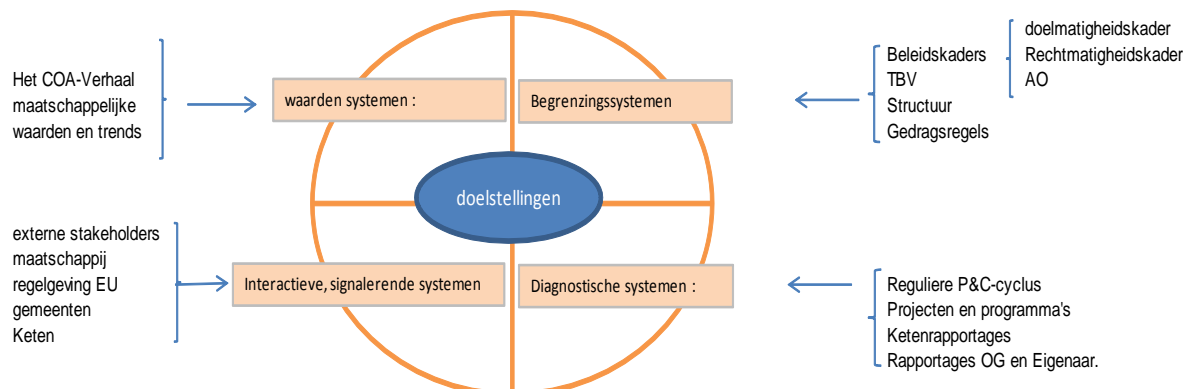 Het COA-Verhaal
maatschappelijke
waarden en trends
waarden systemen :
Begrenzingssystemen
Beleidskaders
TBV
Structuur
Gedragsregels
doelmatigheidskader
Rechtmatigheidskader
AO
doelstellingen
externe stakeholders
maatschappij
regelgeving EU
gemeenten
Keten
Interactieve, signalerende systemen
Diagnostische systemen :
Reguliere P&C-cyclus
Projecten en programma's
Ketenrapportages
Rapportages OG en Eigenaar.